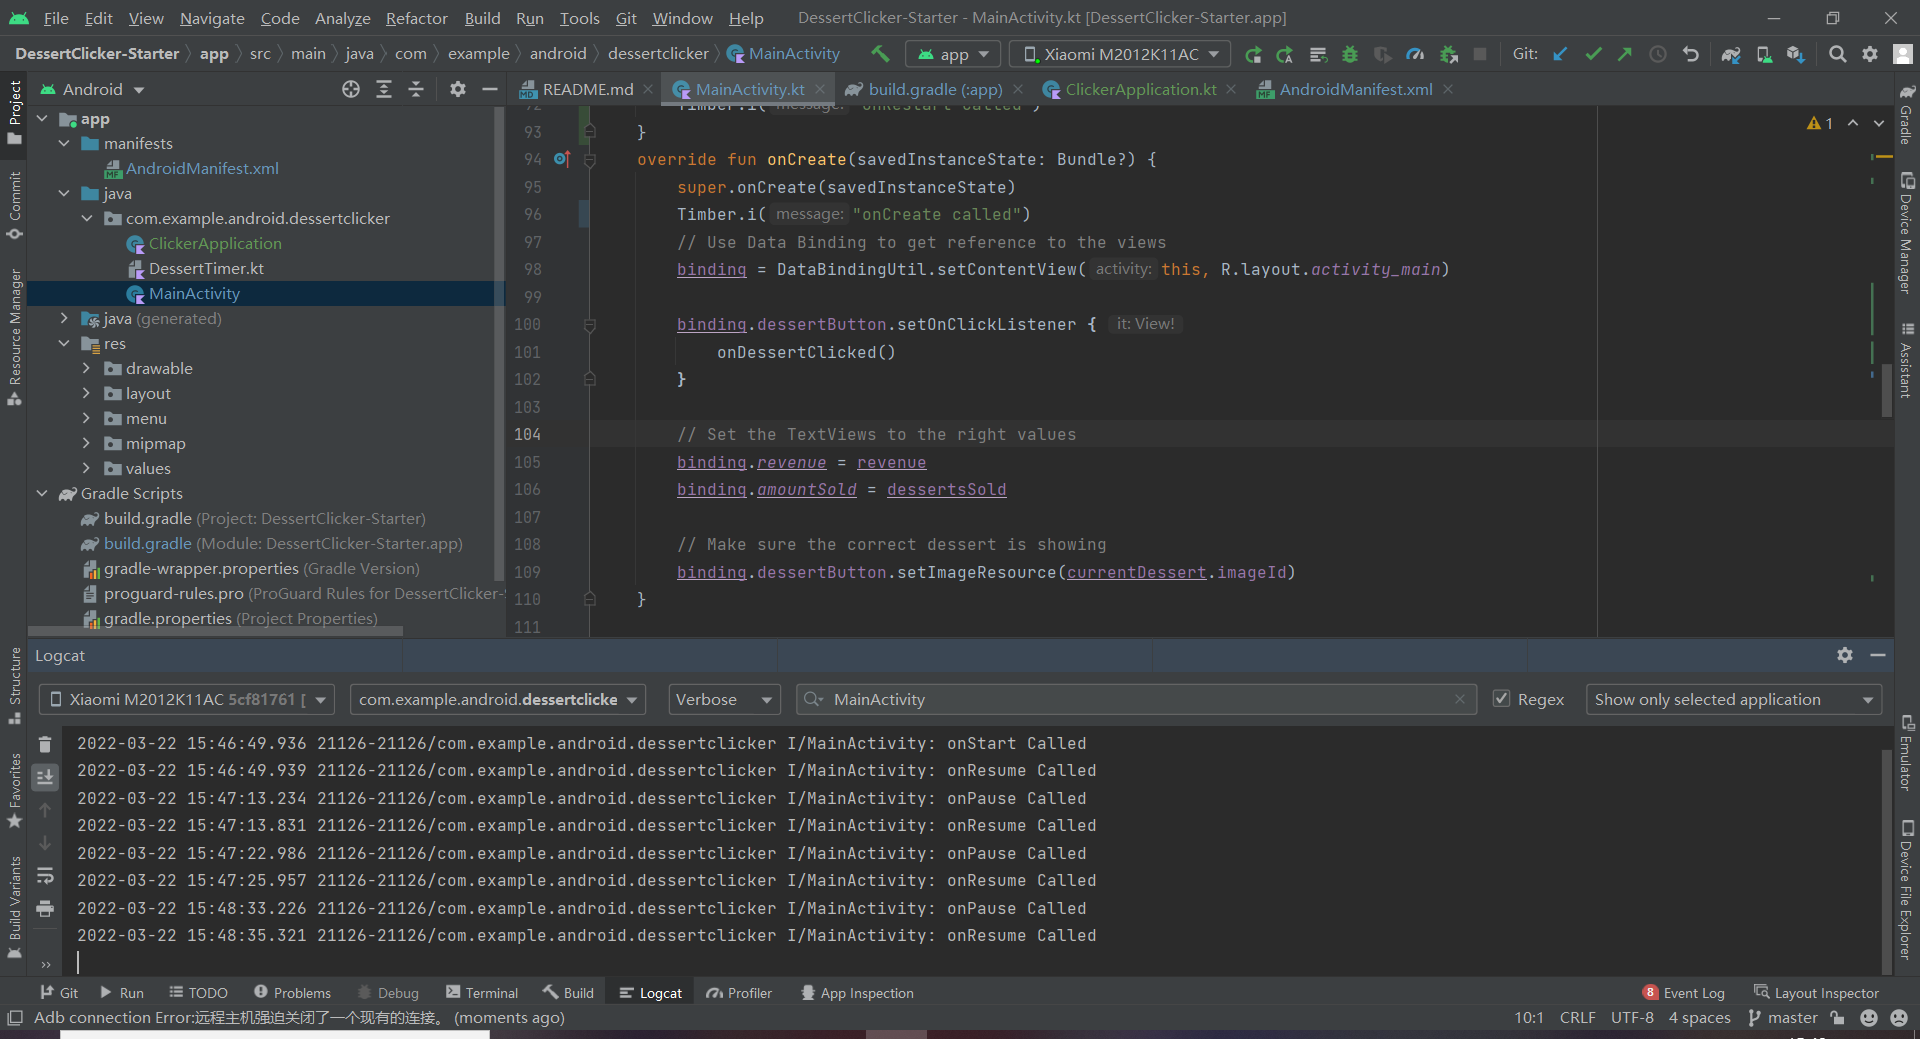 File Edit View Navigate Code Analyze Refactor Build Run Tools Git Window Help DessertClicker-Starter - MainActivity.kt [DessertClicker-Starter.app]
DessertClicker-Starter app src main java com example android dessertclicker MainActivity app Xiaomi M2012K11AC Git:
Project
Commit
Resource Manager
Structure
Favorites
Build Variants
Android
app
manifests
AndroidManifest.xml
java
com.example.android.dessertclicker
ClickerApplication
DessertTimer.kt
MainActivity
java (generated)
res
drawable
layout
menu
mipmap
values
Gradle Scripts
build.gradle (Project: DessertClicker-Starter)
build.gradle (Module: DessertClicker-Starter.app)
gradle-wrapper.properties (Gradle Version)
proguard-rules.pro (ProGuard Rules for DessertClicker-
gradle.properties (Project Properties)
README.md MainActivity.kt build.gradle (:app) ClickerApplication.kt AndroidManifest.xml
92 Timber.i( message: "onRestart called")
93 }
94 override fun onCreate(savedInstanceState: Bundle?) {
95 super.onCreate(savedInstanceState)
96 Timber.i( message: "onCreate called")
97 // Use Data Binding to get reference to the views
98 binding = DataBindingUtil.setContentView( activity: this, R.layout.activity_main)
99
100 binding.dessertButton.setOnClickListener { it: View!
101 onDessertClicked()
102 }
103
104 // Set the TextViews to the right values
105 binding.revenue = revenue
106 binding.amountSold = dessertsSold
107
108 // Make sure the correct dessert is showing
109 binding.dessertButton.setImageResource(currentDessert.imageId)
110 }
111
1
Gradle
Device Manager
Assistant
Emulator
Device File Explorer
Logcat
Xiaomi M2012K11AC 5cf81761 [ com.example.android.dessertclicke Verbose MainActivity Regex Show only selected application
2022-03-22 15:46:49.936 21126-21126/com.example.android.dessertclicker I/MainActivity: onStart Called
2022-03-22 15:46:49.939 21126-21126/com.example.android.dessertclicker I/MainActivity: onResume Called
2022-03-22 15:47:13.234 21126-21126/com.example.android.dessertclicker I/MainActivity: onPause Called
2022-03-22 15:47:13.831 21126-21126/com.example.android.dessertclicker I/MainActivity: onResume Called
2022-03-22 15:47:22.986 21126-21126/com.example.android.dessertclicker I/MainActivity: onPause Called
2022-03-22 15:47:25.957 21126-21126/com.example.android.dessertclicker I/MainActivity: onResume Called
2022-03-22 15:48:33.226 21126-21126/com.example.android.dessertclicker I/MainActivity: onPause Called
2022-03-22 15:48:35.321 21126-21126/com.example.android.dessertclicker I/MainActivity: onResume Called
Git Run TODO Problems Debug Terminal Build Logcat Profiler App Inspection 8 Event Log Layout Inspector
Adb connection Error:远程主机强迫关闭了一个现有的连接。 (moments ago) 10:1 CRLF UTF-8 4 spaces master